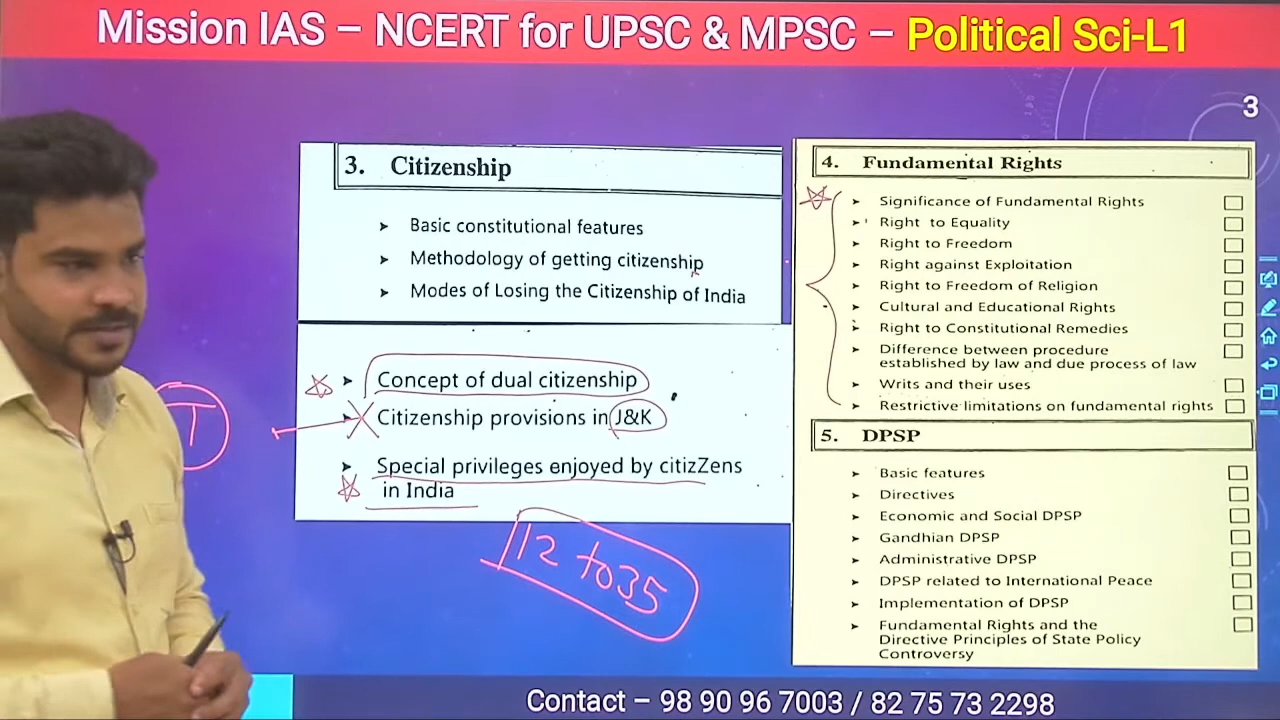 Mission IAS – NCERT for UPSC & MPSC – Political Sci-L1
3
3. Citizenship
➤ Basic constitutional features
➤ Methodology of getting citizenship
➤ Modes of Losing the Citizenship of India
➤ Concept of dual citizenship
➤ Citizenship provisions in J&K
➤ Special privileges enjoyed by citizZens
in India
T
12 to 35
4. Fundamental Rights
➤ Significance of Fundamental Rights
➤ Right to Equality
➤ Right to Freedom
➤ Right against Exploitation
➤ Right to Freedom of Religion
➤ Cultural and Educational Rights
➤ Right to Constitutional Remedies
➤ Difference between procedure
established by law and due process of law
➤ Writs and their uses
➤ Restrictive limitations on fundamental rights
5. DPSP
➤ Basic features
➤ Directives
➤ Economic and Social DPSP
➤ Gandhian DPSP
➤ Administrative DPSP
➤ DPSP related to International Peace
➤ Implementation of DPSP
➤ Fundamental Rights and the
Directive Principles of State Policy
Controversy
Contact – 98 90 96 7003 / 82 75 73 2298